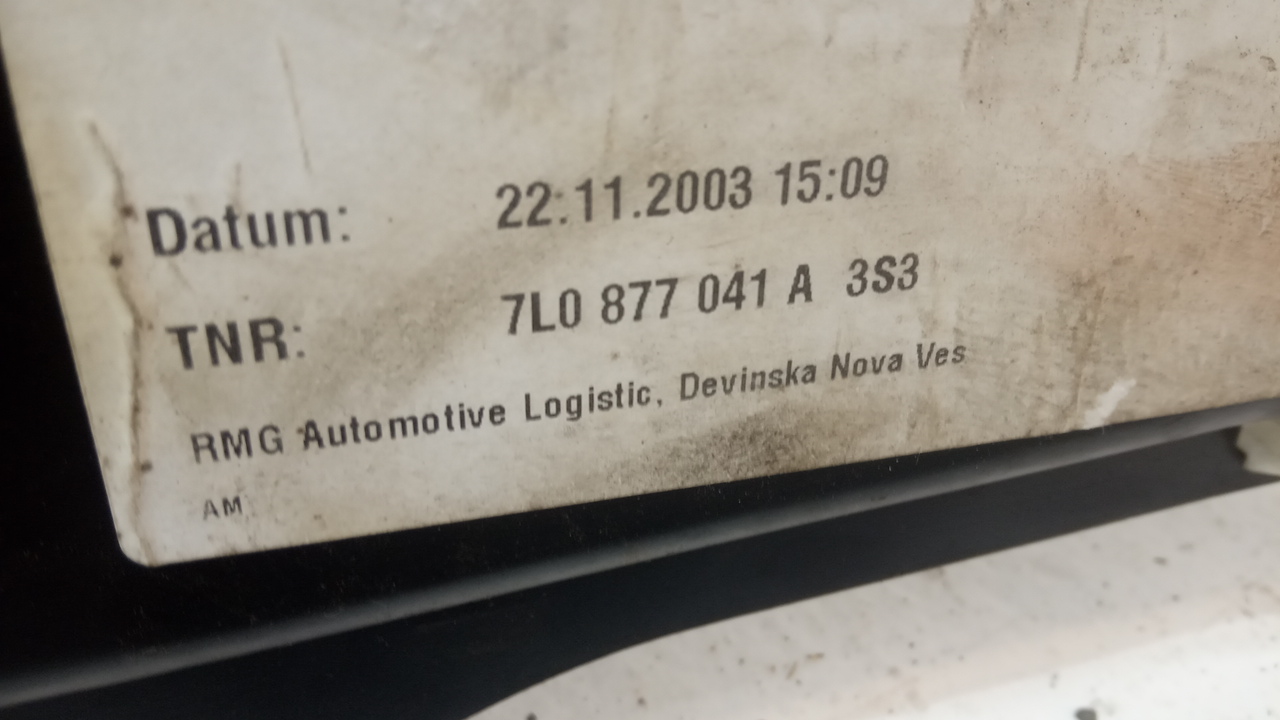 Datum: 22.11.2003 15:09
TNR: 7L0 877 041 A 3S3
RMG Automotive Logistic, Devinska Nova Ves
AM